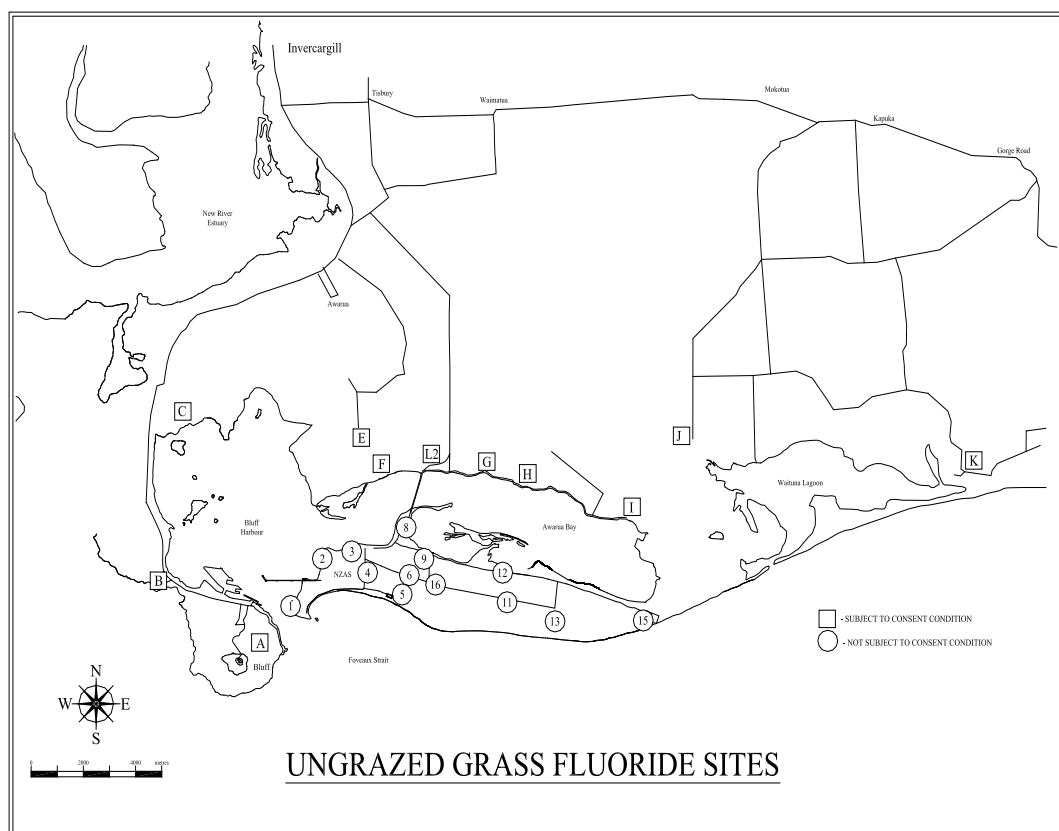 Invercargill
Tisbury
Waimatua
Mokotua
Kapuka
Gorge Road
New River
Estuary
Awarua
C
E
F
L2
G
H
J
K
I
Waituna Lagoon
Bluff
Harbour
Awarua Bay
8
2
3
9
NZAS
4
6
12
16
5
1
11
13
15
B
A
Bluff
Foveaux Strait
- SUBJECT TO CONSENT CONDITION
- NOT SUBJECT TO CONSENT CONDITION
N
W E
S
0 2000 4000 metres
UNGRAZED GRASS FLUORIDE SITES